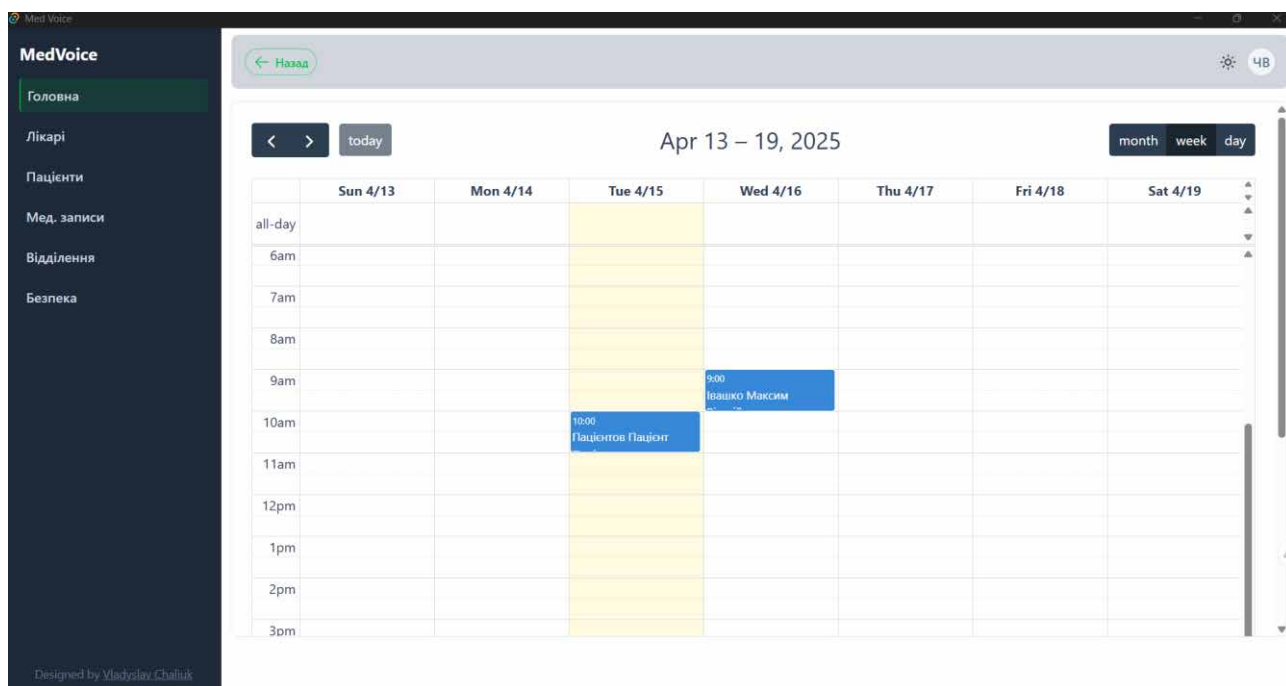 Med Voice
MedVoice
Головна
Лікарі
Пацієнти
Мед. записи
Відділення
Безпека
Designed by Vladyslav Chaliuk
Назад
ЧВ
today
Apr 13 – 19, 2025
month week day
Sun 4/13 Mon 4/14 Tue 4/15 Wed 4/16 Thu 4/17 Fri 4/18 Sat 4/19
all-day
6am
7am
8am
9am
9:00
Івашко Максим
10am
10:00
Пацієнтов Пацієнт
11am
12pm
1pm
2pm
3pm